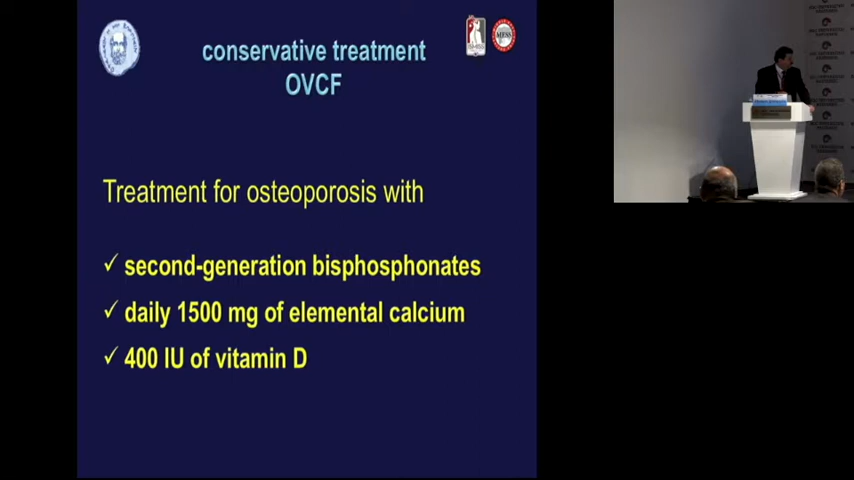 conservative treatment
OVCF
Treatment for osteoporosis with
✓ second-generation bisphosphonates
✓ daily 1500 mg of elemental calcium
✓ 400 IU of vitamin D